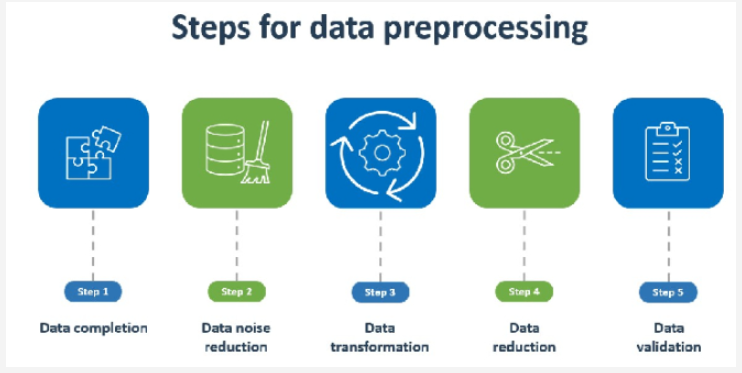 Steps for data preprocessing
Step 1
Step 2
Step 3
Step 4
Step 5
Data completion
Data noise
reduction
Data
transformation
Data
reduction
Data
validation